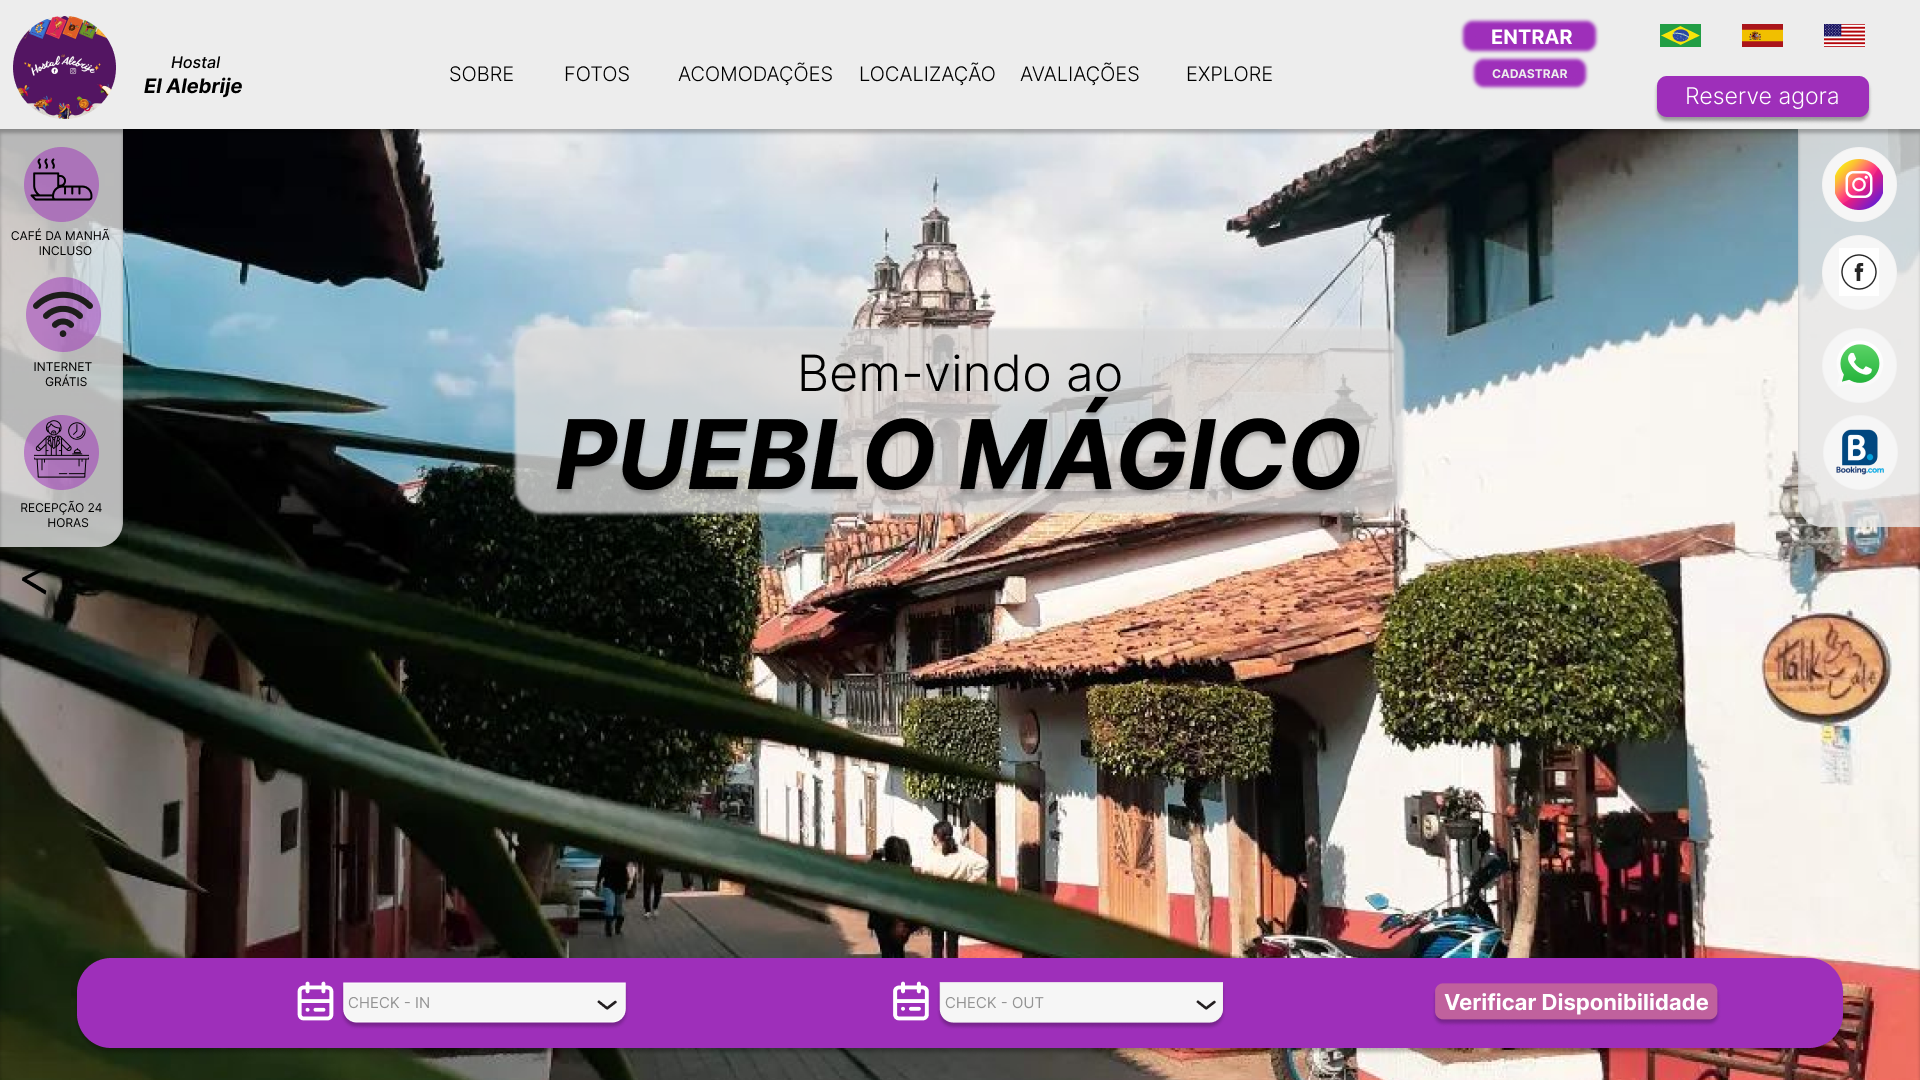 Hostal Alebrije
Hostal
El Alebrije
SOBRE
FOTOS
ACOMODAÇÕES
LOCALIZAÇÃO
AVALIAÇÕES
EXPLORE
ENTRAR
CADASTRAR
Reserve agora
CAFÉ DA MANHÃ
INCLUSO
INTERNET
GRÁTIS
RECEPÇÃO 24
HORAS
Bem-vindo ao
PUEBLO MÁGICO
f
B.
Booking.com
Italik
Café
<
CHECK - IN
CHECK - OUT
Verificar Disponibilidade